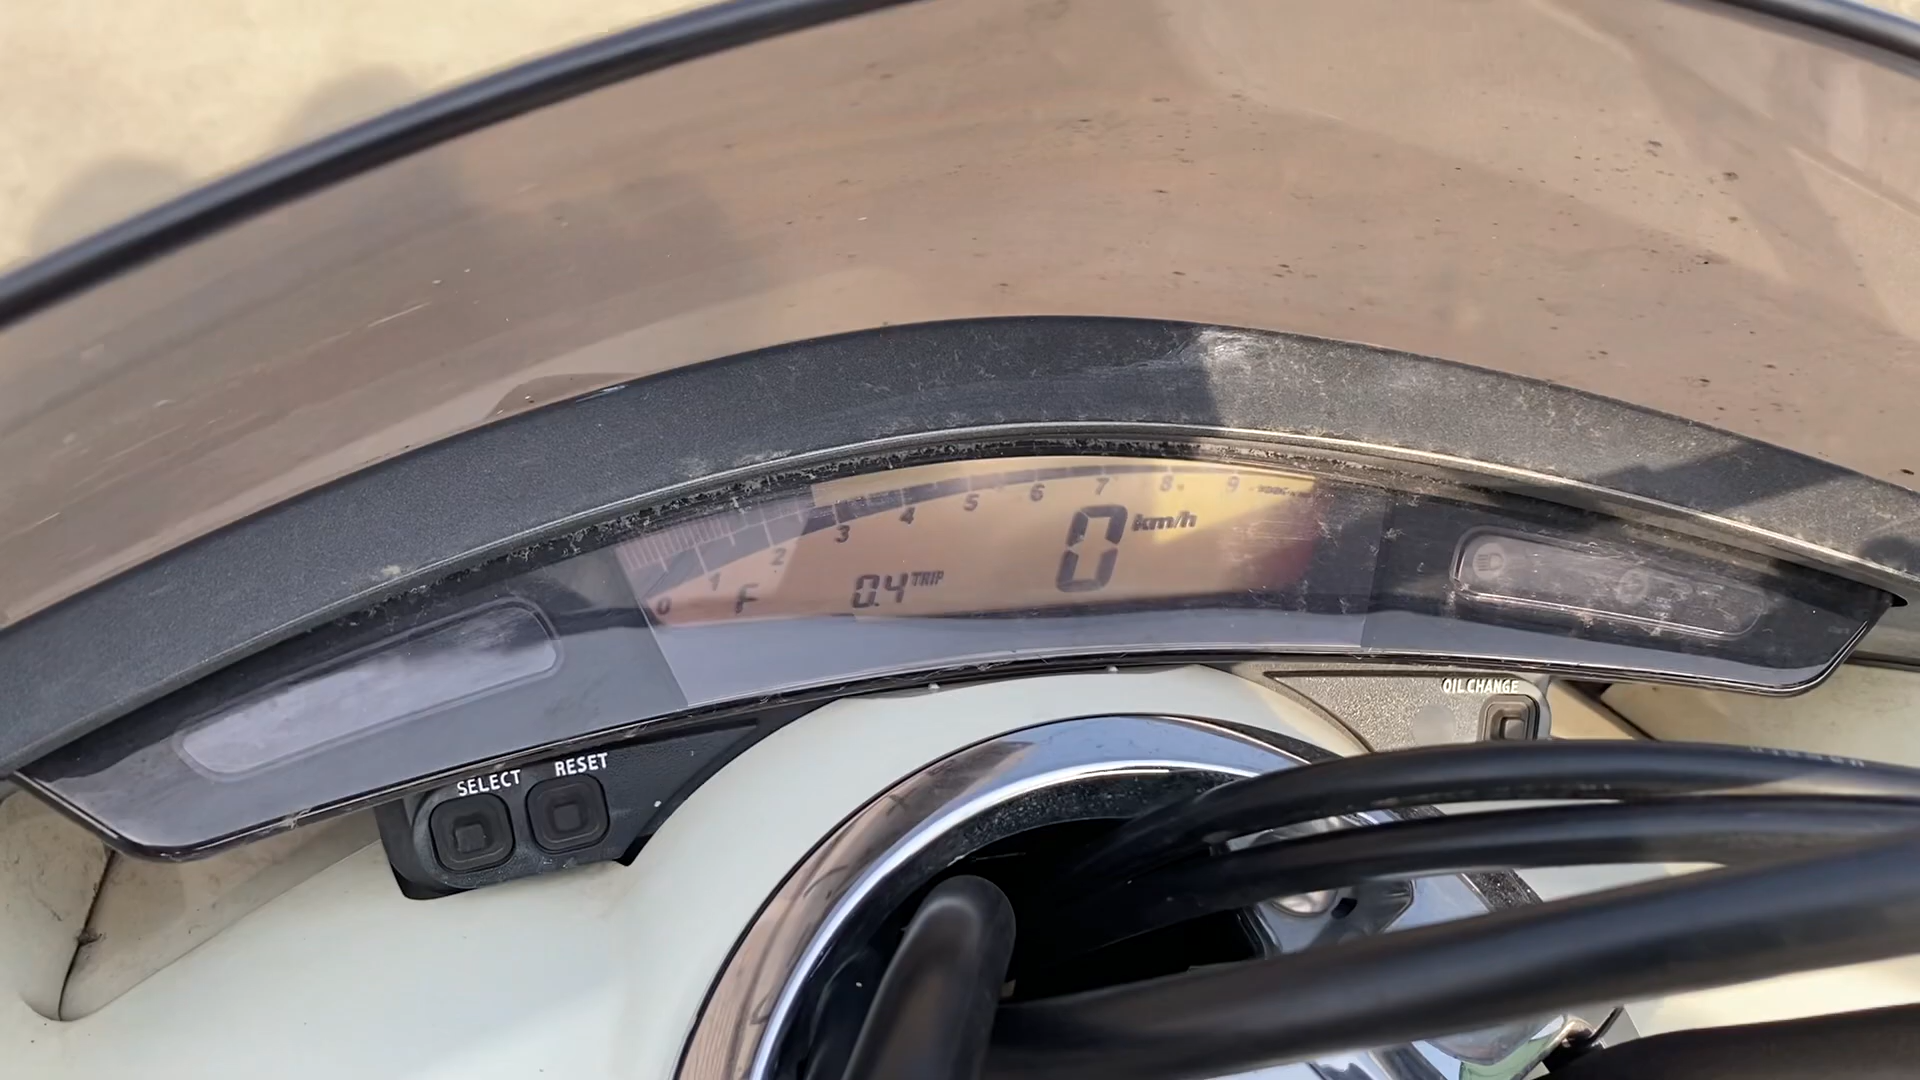 0 1 2 3 4 5 6 7 8 9
F
0.4 TRIP
0 km/h
SELECT
RESET
OIL CHANGE